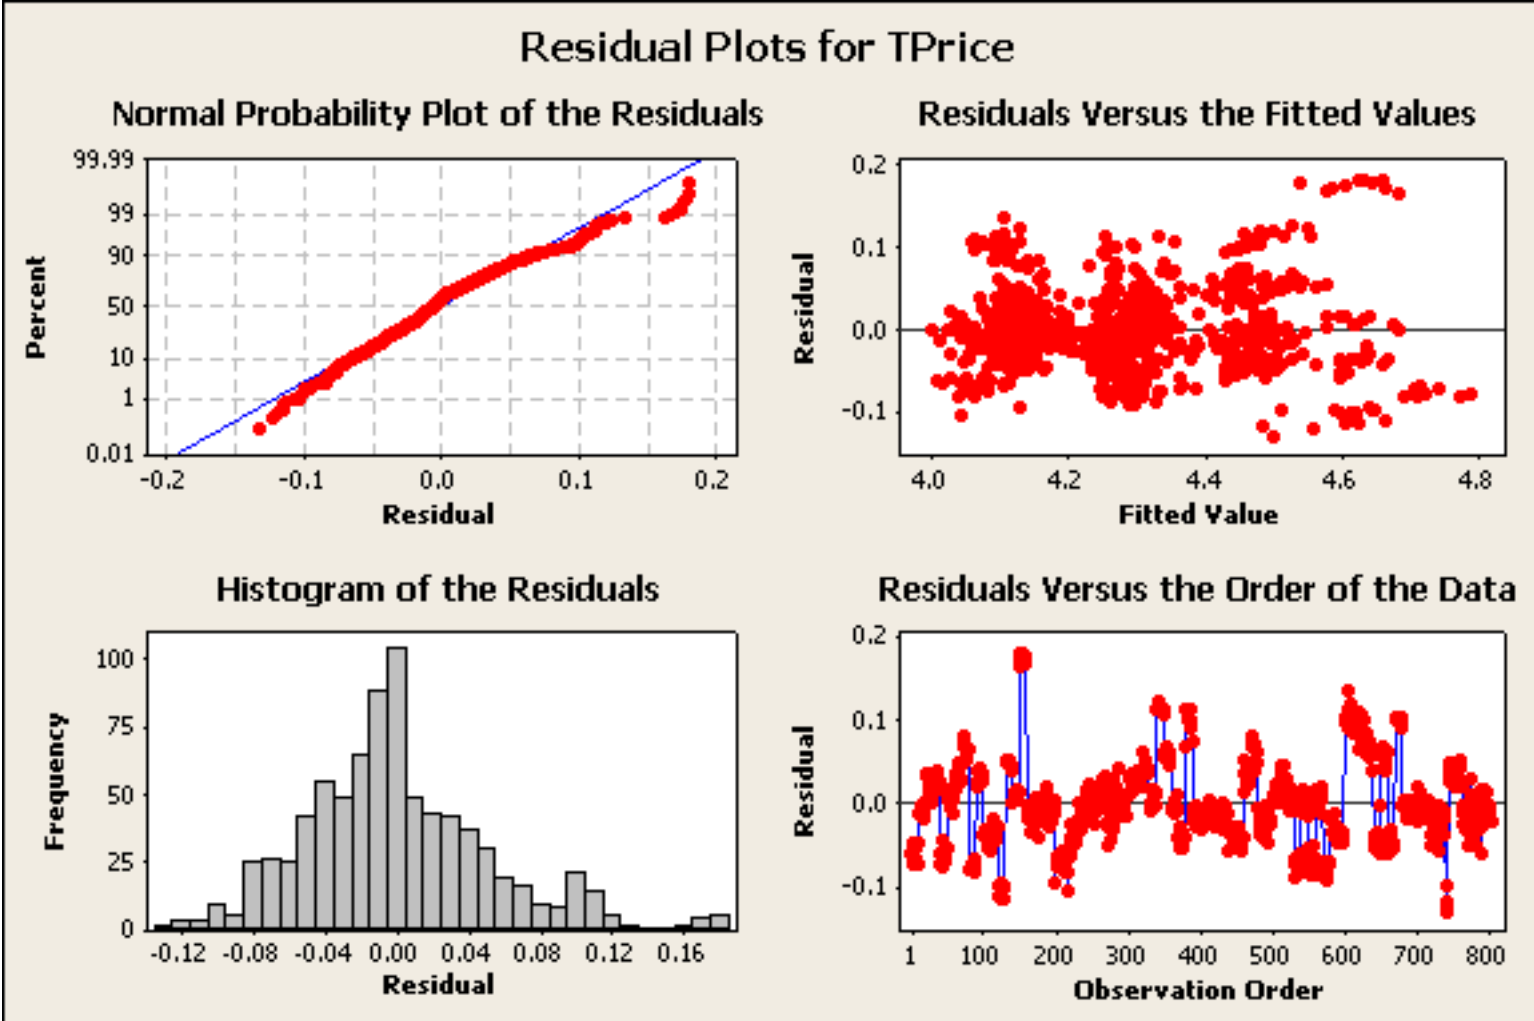 Residual Plots for TPrice
Normal Probability Plot of the Residuals
99.99
99
90
50
10
1
0.01
Percent
-0.2 -0.1 0.0 0.1 0.2
Residual
Residuals Versus the Fitted Values
0.2
0.1
0.0
-0.1
Residual
4.0 4.2 4.4 4.6 4.8
Fitted Value
Histogram of the Residuals
100
75
50
25
0
Frequency
-0.12 -0.08 -0.04 0.00 0.04 0.08 0.12 0.16
Residual
Residuals Versus the Order of the Data
0.2
0.1
0.0
-0.1
Residual
1 100 200 300 400 500 600 700 800
Observation Order